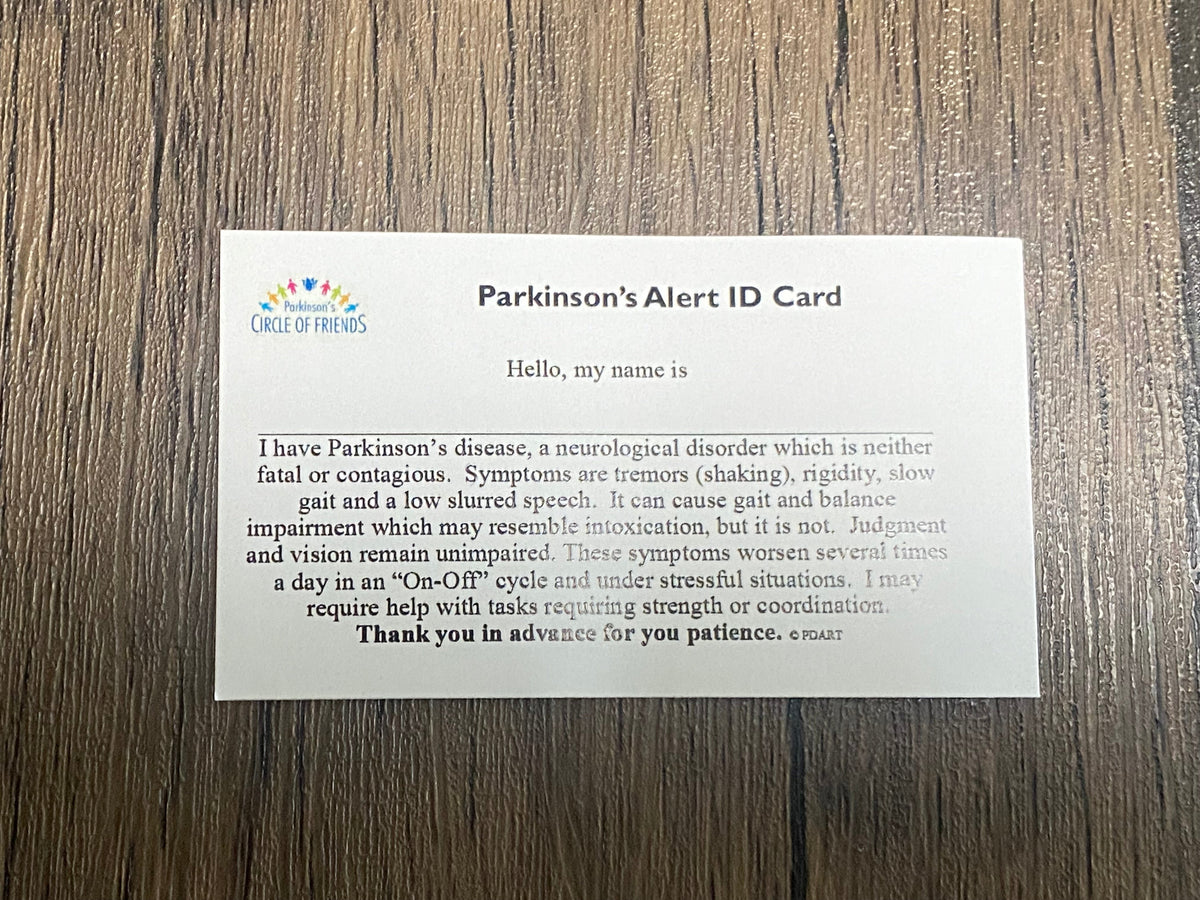 Parkinson's
CIRCLE OF FRIENDS
Parkinson's Alert ID Card
Hello, my name is
I have Parkinson's disease, a neurological disorder which is neither
fatal or contagious. Symptoms are tremors (shaking), rigidity, slow
gait and a low slurred speech. It can cause gait and balance
impairment which may resemble intoxication, but it is not. Judgment
and vision remain unimpaired. These symptoms worsen several times
a day in an “On-Off” cycle and under stressful situations. I may
require help with tasks requiring strength or coordination.
Thank you in advance for you patience. © PDART